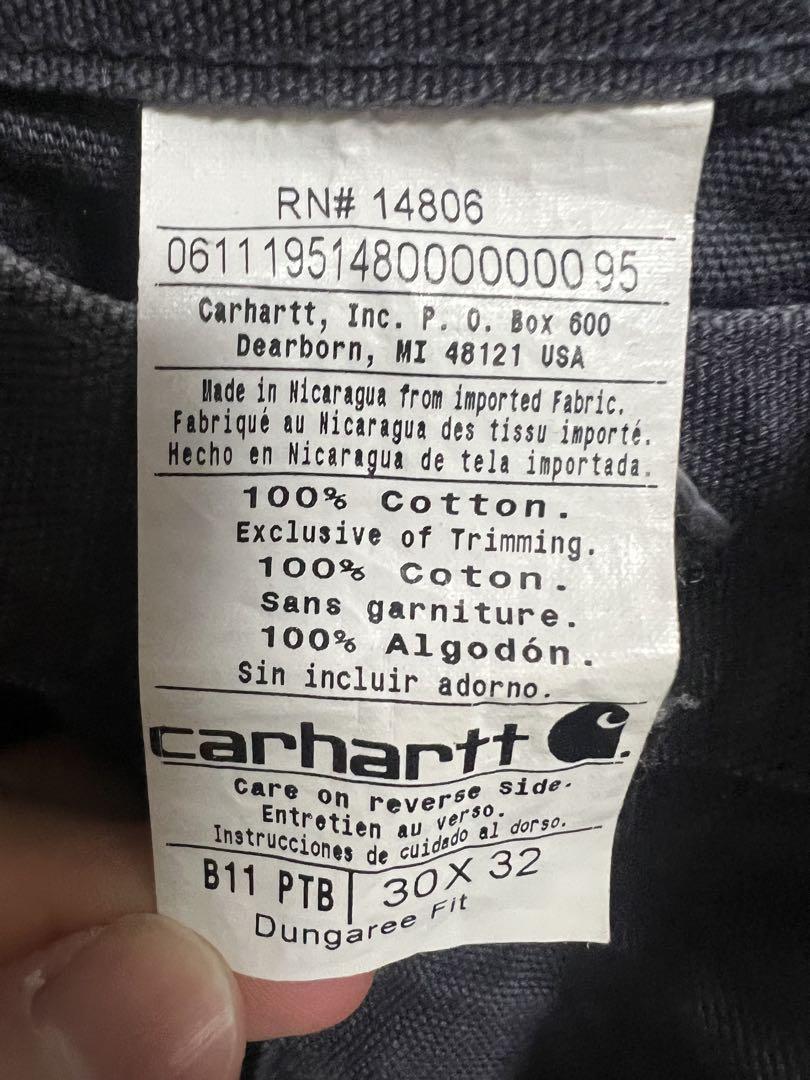 RN# 14806
06111951480000000095
Carhartt, Inc. P. O. Box 600
Dearborn, MI 48121 USA
Made in Nicaragua from imported Fabric.
Fabriqué au Nicaragua des tissu importé.
Hecho en Nicaragua de tela importada.
100% Cotton.
Exclusive of Trimming.
100% Coton.
Sans garniture.
100% Algodón.
Sin incluir adorno.
carhartt
Care on reverse side.
Entretien au verso.
Instrucciones de cuidado al dorso.
B11 PTB 30X 32
Dungaree Fit